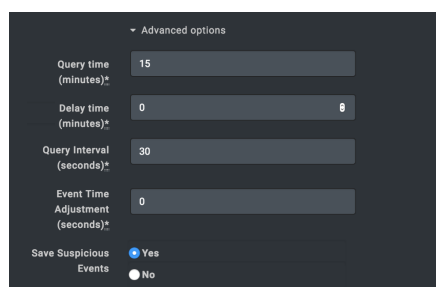 Advanced options
Query time
(minutes)*
15
Delay time
(minutes)*
0
Query Interval
(seconds)*
30
Event Time
Adjustment
(seconds)*
0
Save Suspicious
Events
Yes
No